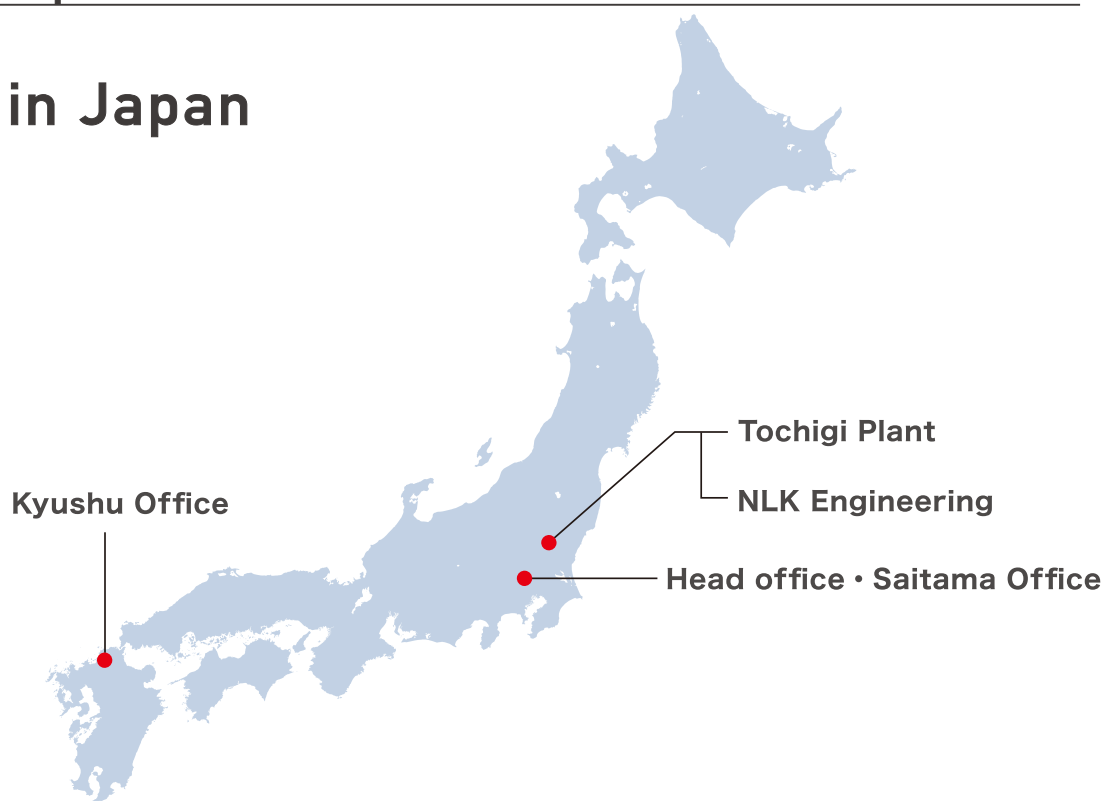 in Japan
Tochigi Plant
NLK Engineering
Kyushu Office
Head office・Saitama Office